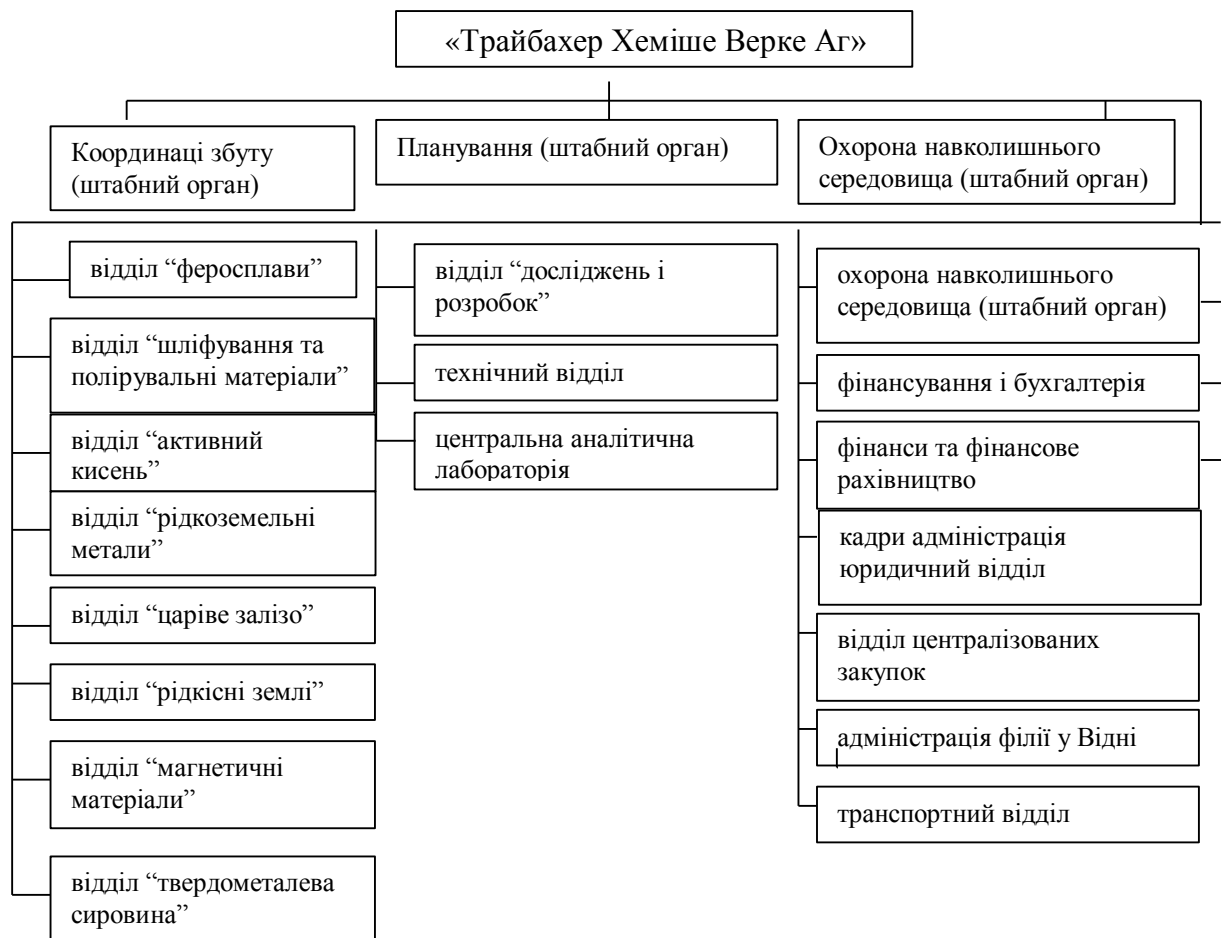 «Трайбахер Хеміше Верке Аг»
Координаці збуту
(штабний орган)
Планування (штабний орган)
Охорона навколишнього
середовища (штабний орган)
відділ “феросплави”
відділ “шліфування та
полірувальні матеріали”
відділ “активний
кисень”
відділ “рідкоземельні
метали”
відділ “царіве залізо”
відділ “рідкісні землі”
відділ “магнетичні
матеріали”
відділ “твердометалева
сировина”
відділ “досліджень і
розробок”
технічний відділ
центральна аналітична
лабораторія
охорона навколишнього
середовища (штабний орган)
фінансування і бухгалтерія
фінанси та фінансове
рахівництво
кадри адміністрація
юридичний відділ
відділ централізованих
закупок
адміністрація філії у Відні
транспортний відділ